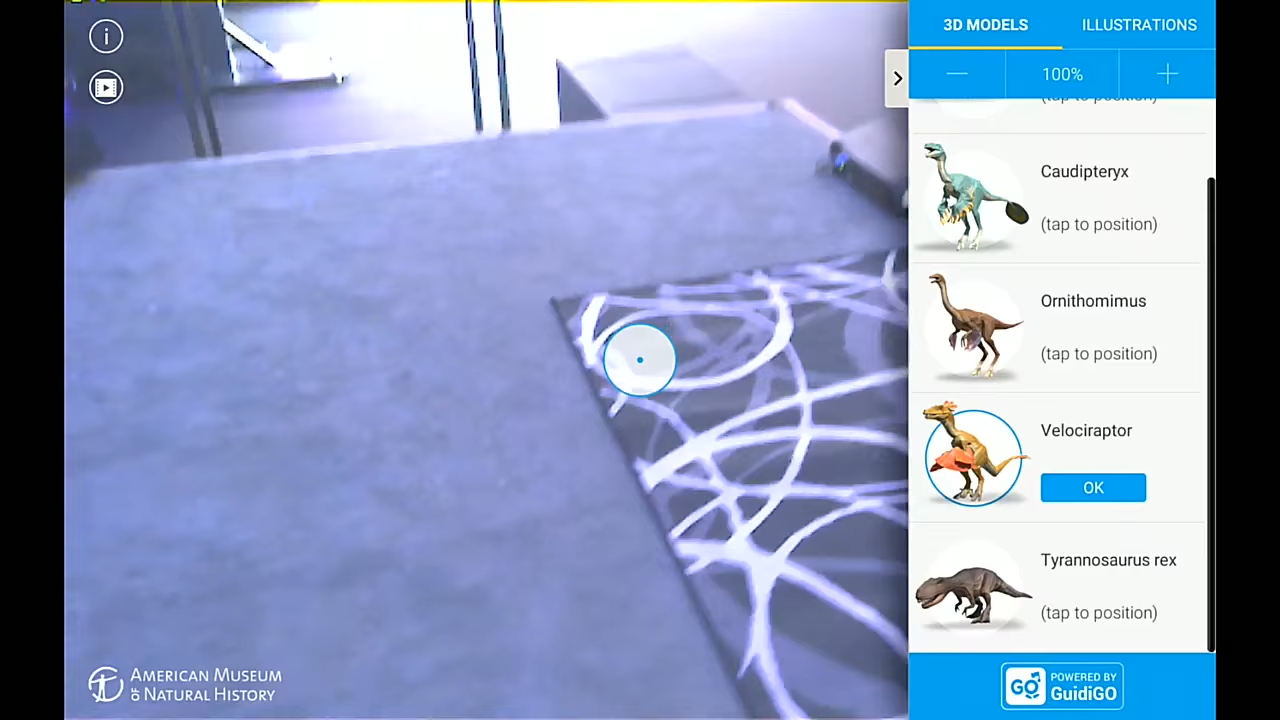 3D MODELS
ILLUSTRATIONS
100%
(tap to position)
Caudipteryx
(tap to position)
Ornithomimus
(tap to position)
Velociraptor
OK
Tyrannosaurus rex
(tap to position)
AMERICAN MUSEUM
OF NATURAL HISTORY
GO
POWERED BY
GuidiGO